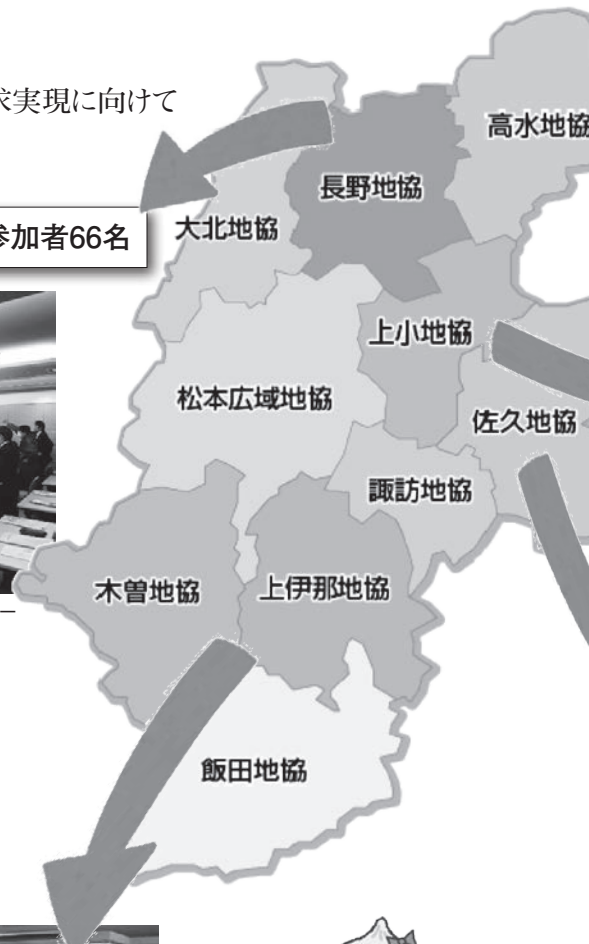 求実現に向けて
参加者66名
高水地協
長野地協
大北地協
上小地協
松本広域地協
佐久地協
諏訪地協
木曽地協
上伊那地協
飯田地協